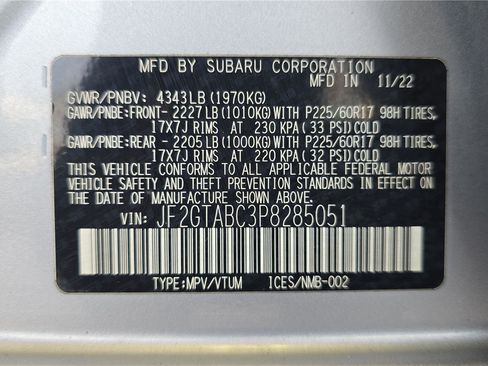 MFD BY SUBARU CORPORATION
MFD IN 11/22
GVWR/PNBV: 4343LB (1970KG)
GAWR/PNBE:FRONT- 2227LB (1010KG)WITH P225/60R17 98H TIRES,
17X7J RIMS AT 230 KPA (33 PSI)COLD
GAWR/PNBE:REAR - 2205LB (1000KG)WITH P225/60R17 98H TIRES,
17X7J RIMS AT 220 KPA (32 PSI)COLD
THIS VEHICLE CONFORMS TO ALL APPLICABLE FEDERAL MOTOR
VEHICLE SAFETY AND THEFT PREVENTION STANDARDS IN EFFECT ON
THE DATE OF MANUFACTURE SHOWN ABOVE.
VIN: JF2GTABC3P8285051
TYPE:MPV/VTUM ICES/NMB-002